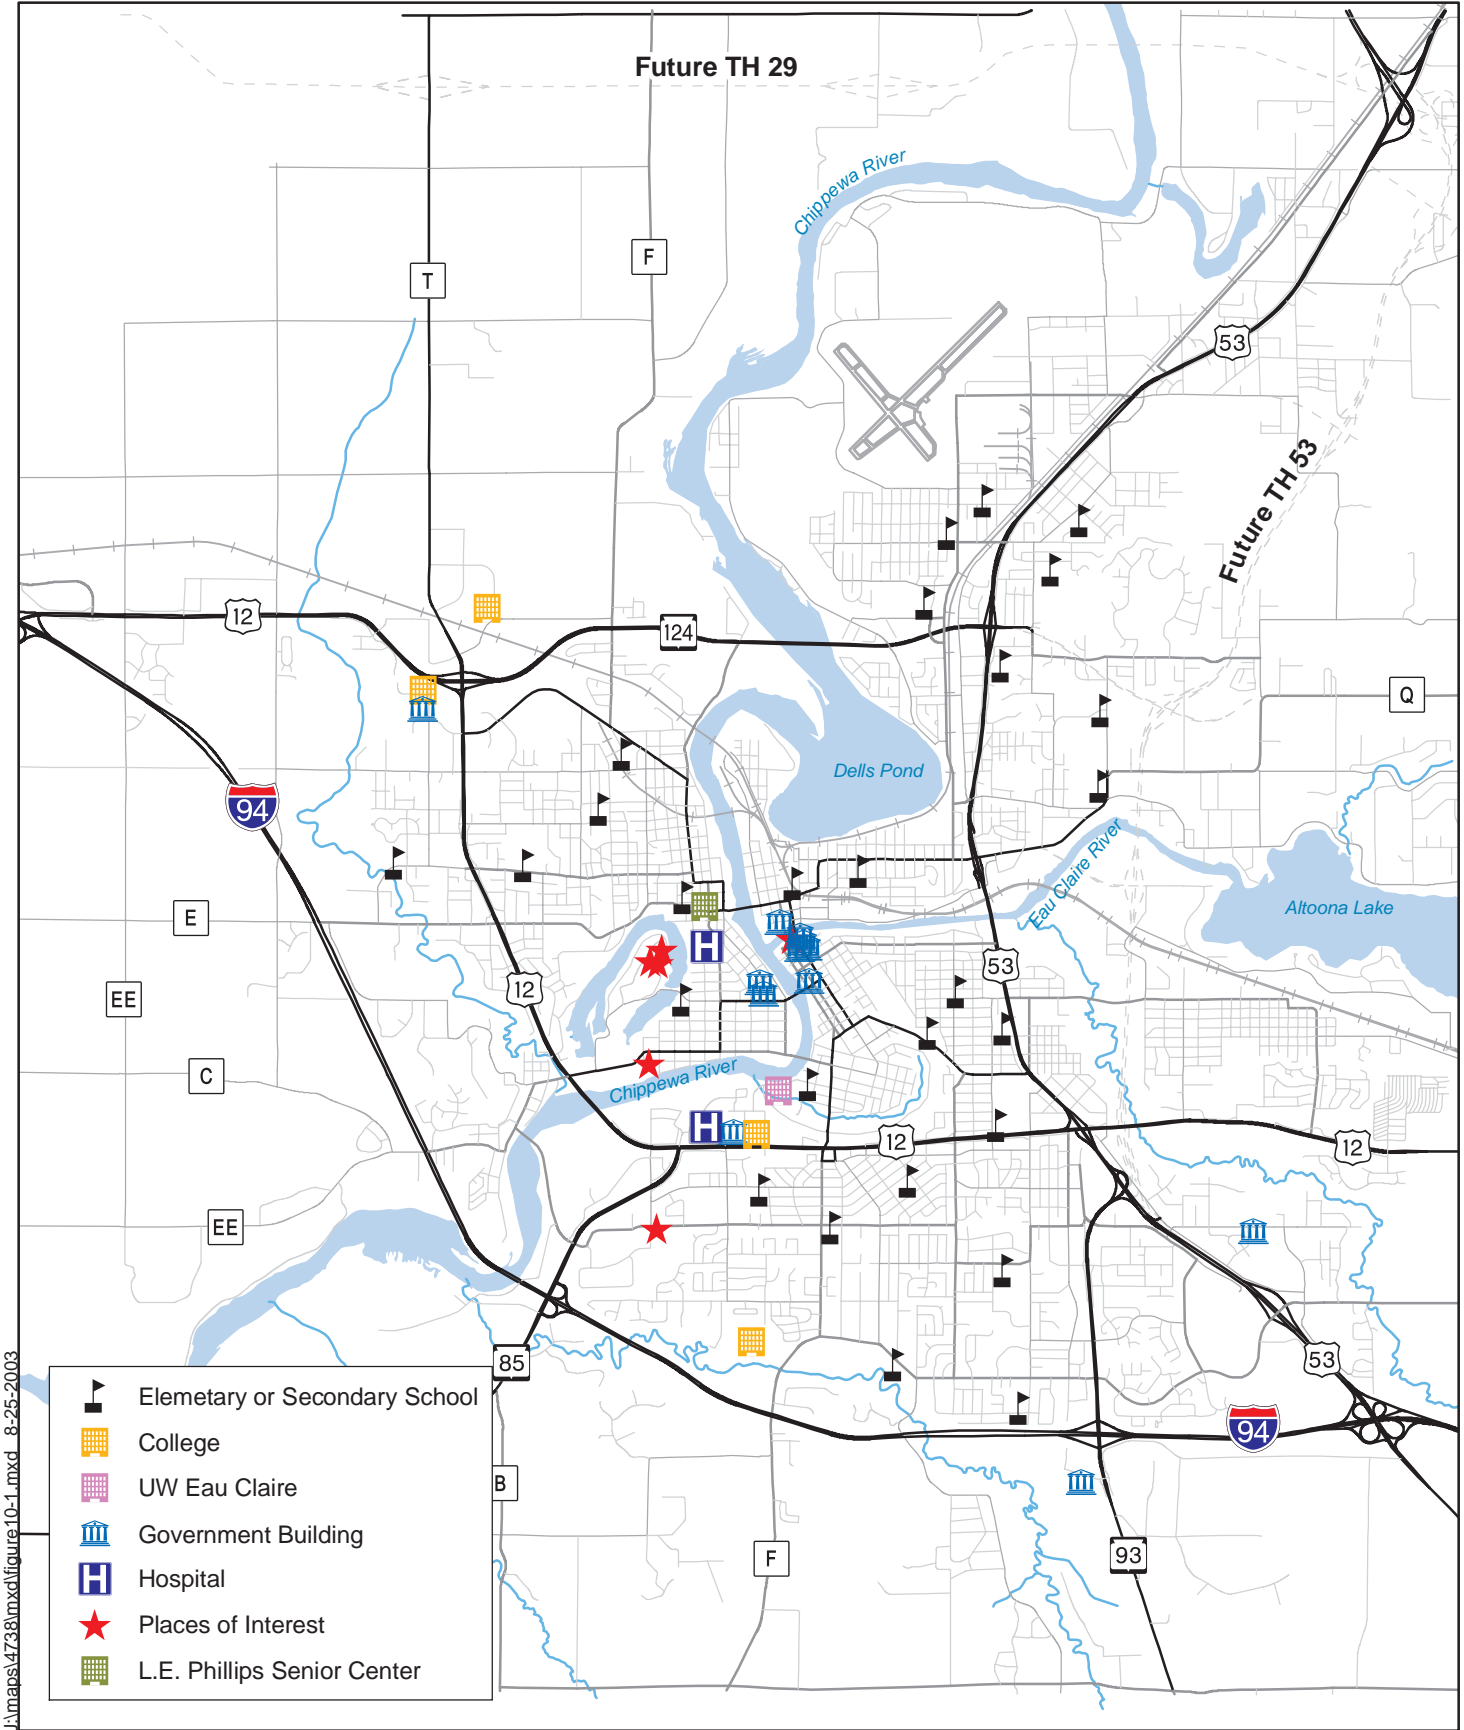 Future TH 29
Chippewa River
F
T
53
Future TH 53
12
124
Q
Dells Pond
94
Eau Claire River
E
Altoona Lake
53
12
EE
C
Chippewa River
12
12
EE
85
53
94
B
F
93
Elemetary or Secondary School
College
UW Eau Claire
Government Building
H Hospital
Places of Interest
L.E. Phillips Senior Center
H
H
J:\maps\4738\mxd\figure10-1.mxd 8-25-2003